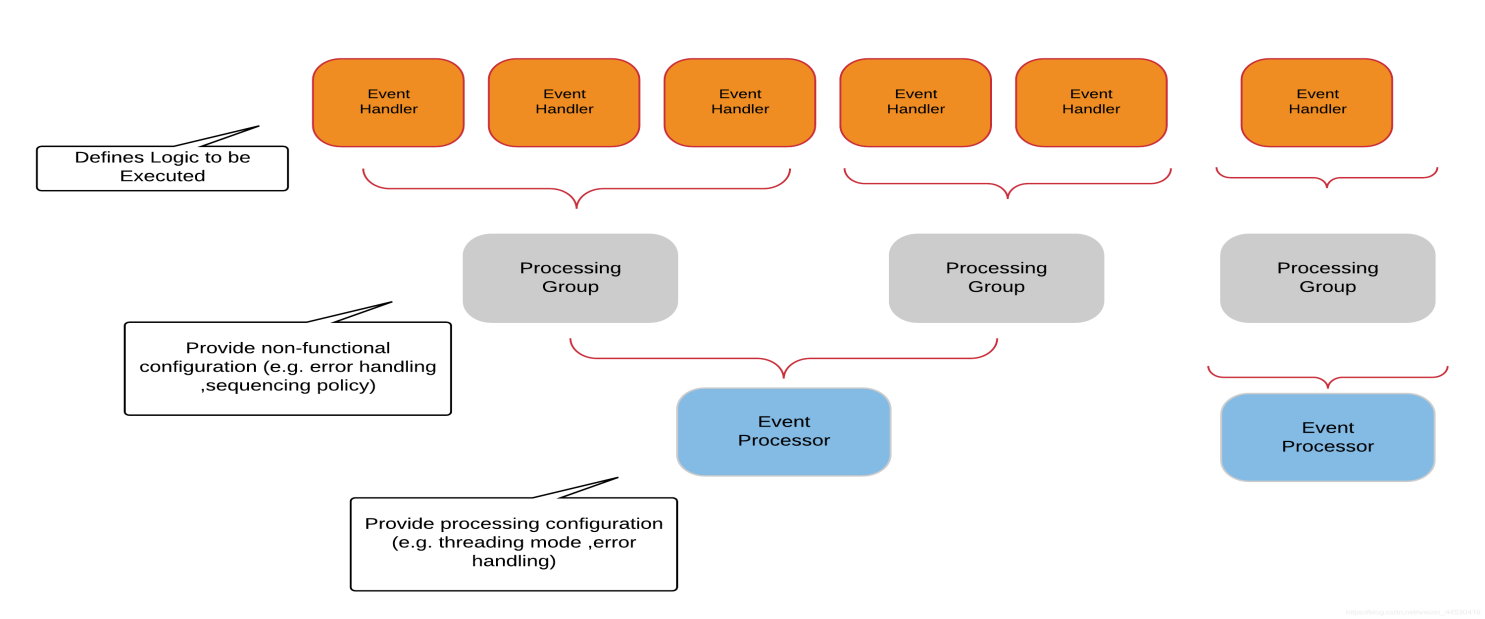 Event
Handler
Event
Handler
Event
Handler
Event
Handler
Event
Handler
Event
Handler
Defines Logic to be
Executed
Processing
Group
Processing
Group
Processing
Group
Provide non-functional
configuration (e.g. error handling
,sequencing policy)
Event
Processor
Event
Processor
Provide processing configuration
(e.g. threading mode ,error
handling)